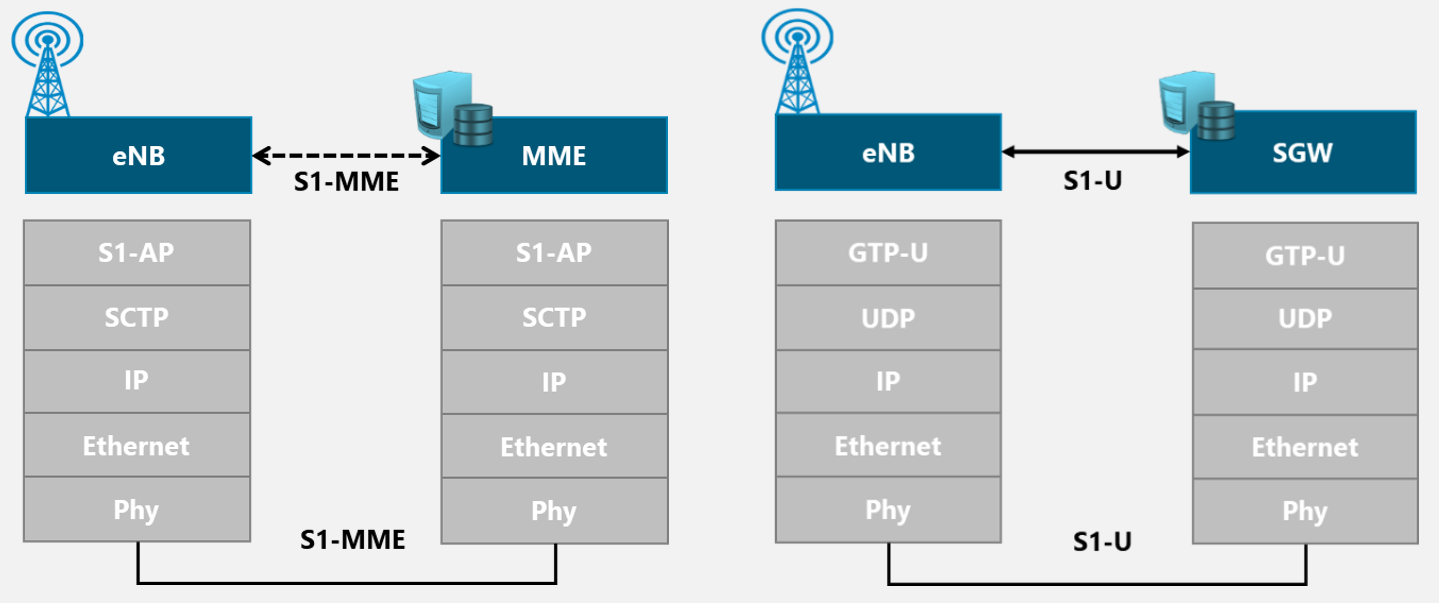 eNB
S1-MME
MME
S1-AP
SCTP
IP
Ethernet
Phy
S1-AP
SCTP
IP
Ethernet
Phy
S1-MME
eNB
S1-U
SGW
GTP-U
UDP
IP
Ethernet
Phy
GTP-U
UDP
IP
Ethernet
Phy
S1-U